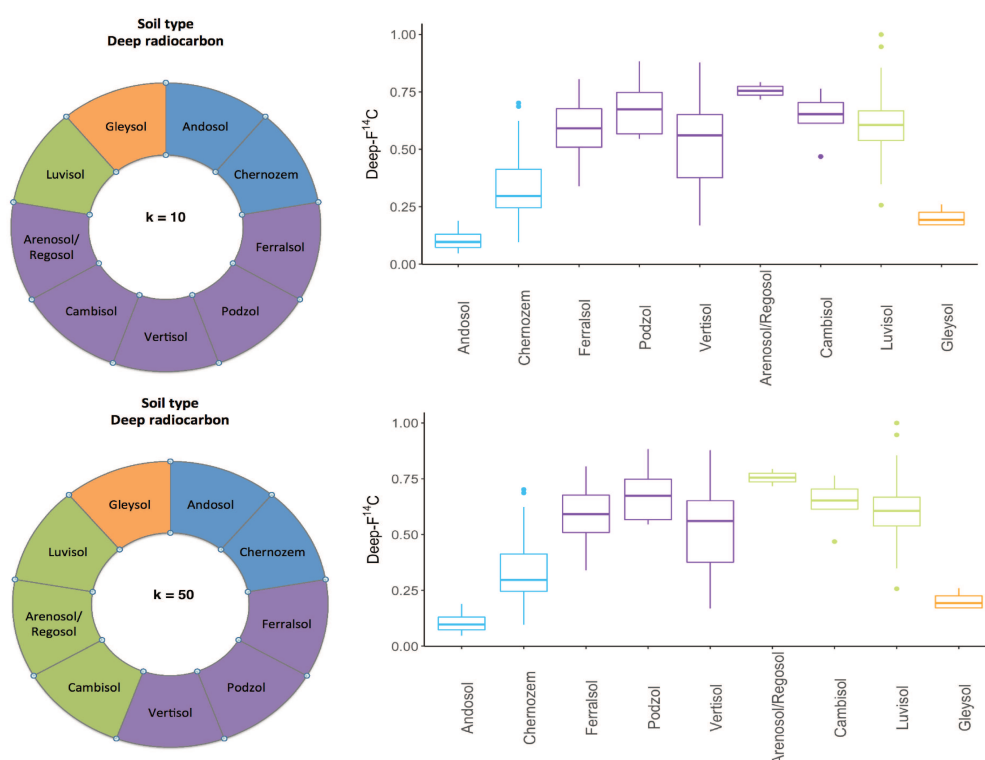 Soil type
Deep radiocarbon
Gleysol
Andosol
Luvisol
Chernozem
k = 10
Arenosol/
Regosol
Ferralsol
Cambisol
Podzol
Vertisol
Deep-F¹⁴C
1.00
0.75
0.50
0.25
0.00
Andosol
Chernozem
Ferralsol
Podzol
Vertisol
Arenosol/Regosol
Cambisol
Luvisol
Gleysol
Soil type
Deep radiocarbon
Gleysol
Andosol
Luvisol
Chernozem
k = 50
Arenosol/
Regosol
Ferralsol
Cambisol
Podzol
Vertisol
Deep-F¹⁴C
1.00
0.75
0.50
0.25
0.00
Andosol
Chernozem
Ferralsol
Podzol
Vertisol
Arenosol/Regosol
Cambisol
Luvisol
Gleysol